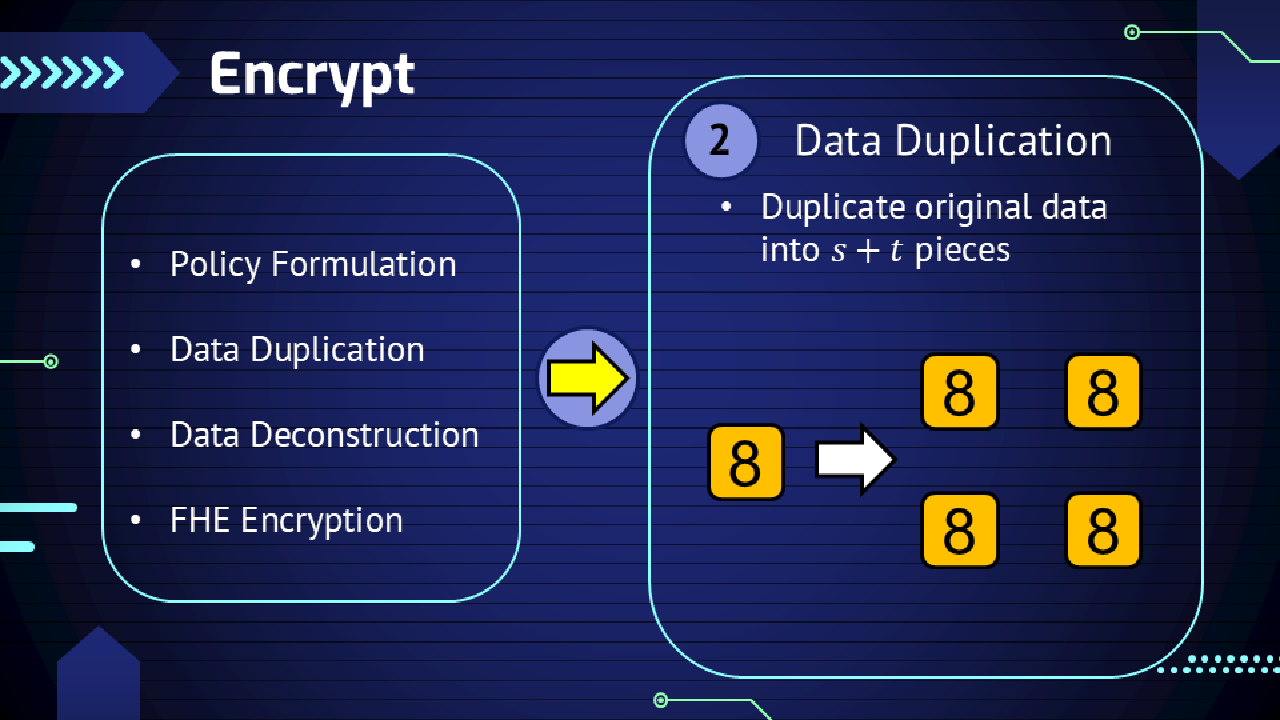 Encrypt
• Policy Formulation
• Data Duplication
• Data Deconstruction
• FHE Encryption
2 Data Duplication
• Duplicate original data
into s + t pieces
8 8
8
8 8